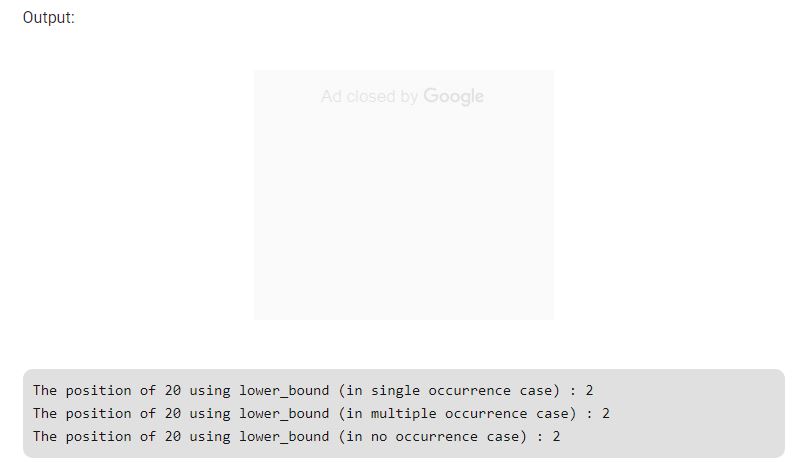 Output:
Ad closed by Google
The position of 20 using lower_bound (in single occurrence case) : 2
The position of 20 using lower_bound (in multiple occurrence case) : 2
The position of 20 using lower_bound (in no occurrence case) : 2